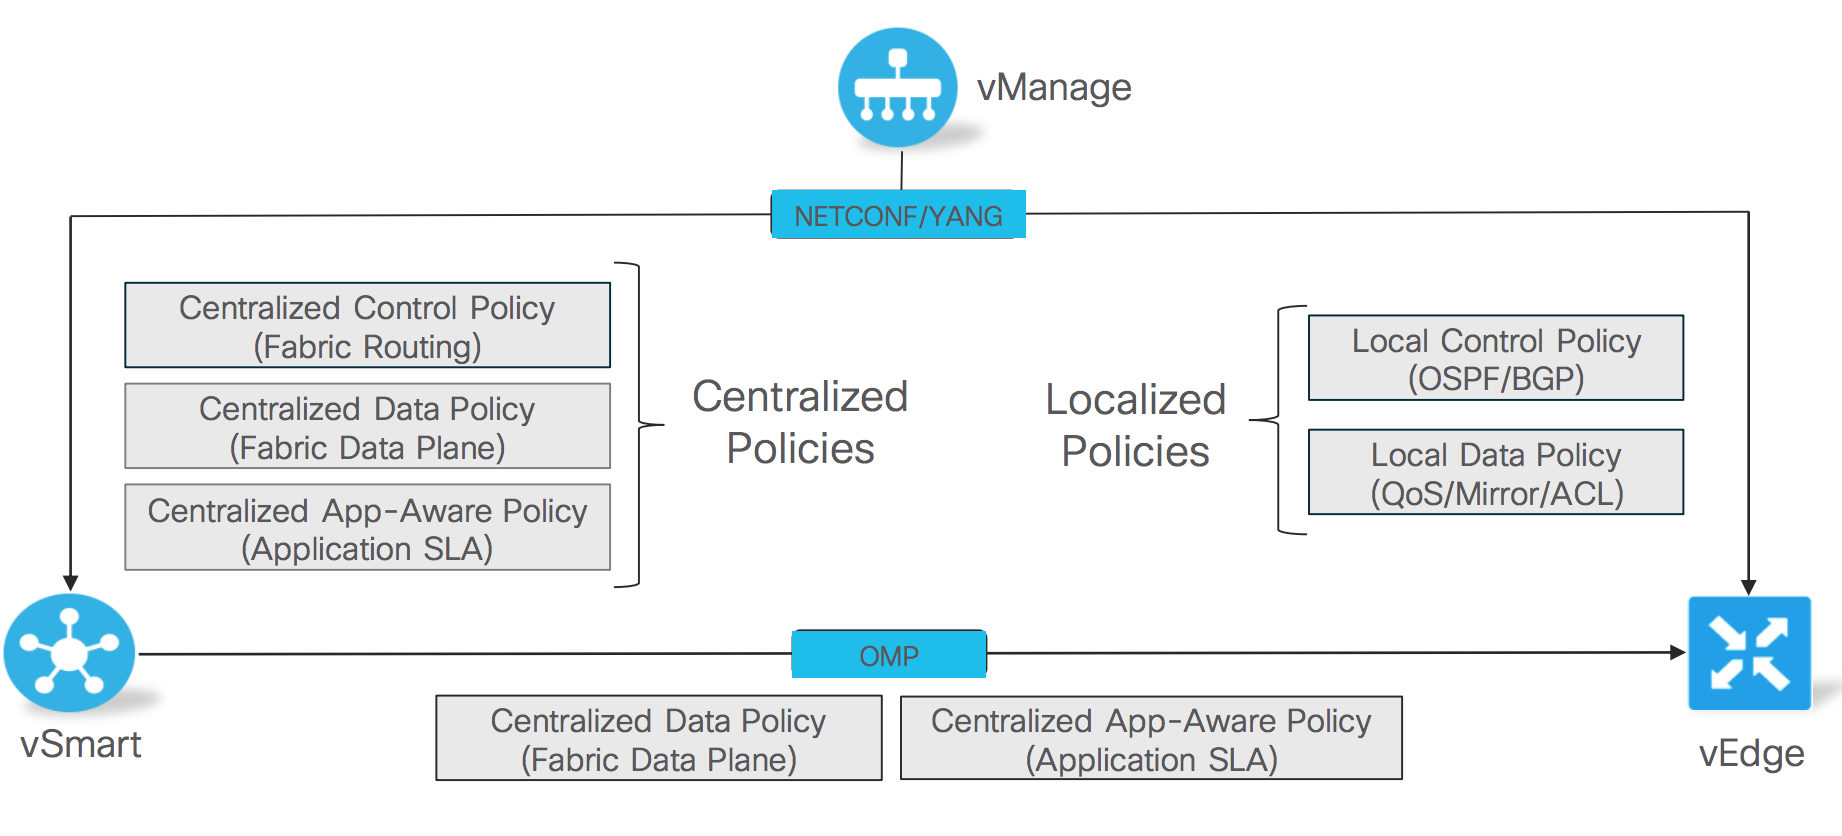 vManage
NETCONF/YANG
Centralized Control Policy
(Fabric Routing)
Centralized Data Policy
(Fabric Data Plane)
Centralized App-Aware Policy
(Application SLA)
Centralized
Policies
Localized
Policies
Local Control Policy
(OSPF/BGP)
Local Data Policy
(QoS/Mirror/ACL)
OMP
Centralized Data Policy
(Fabric Data Plane)
Centralized App-Aware Policy
(Application SLA)
vSmart
vEdge